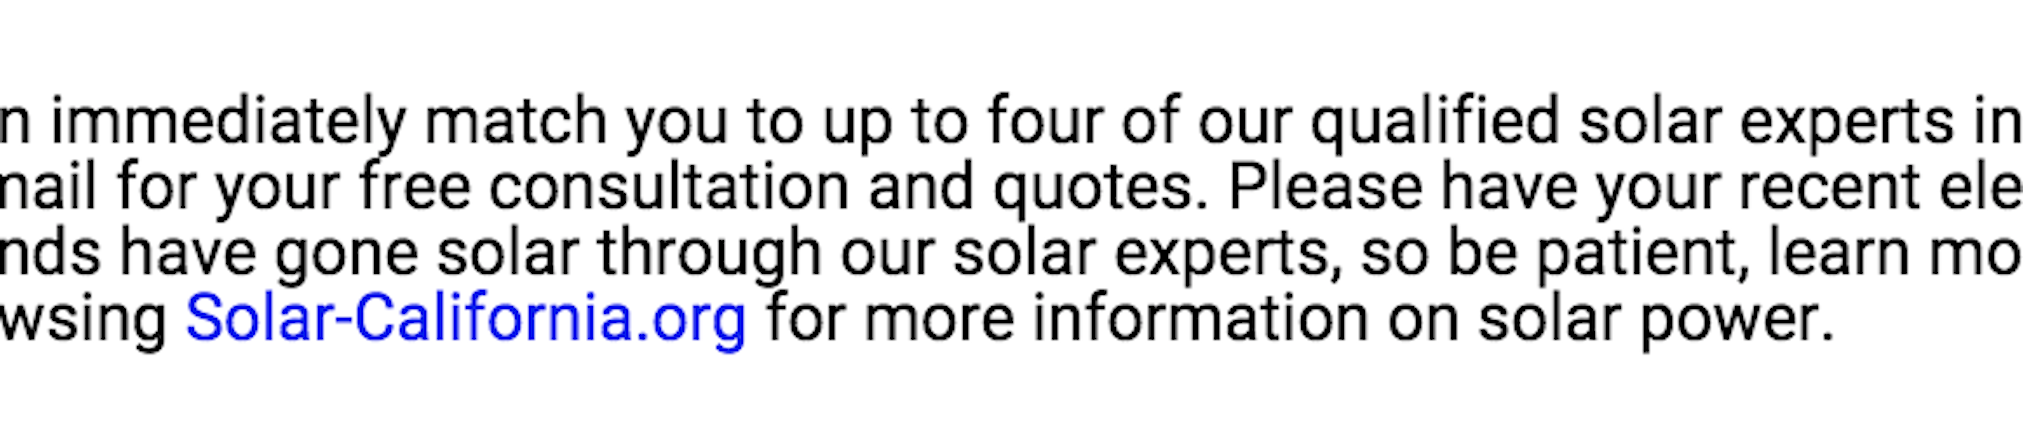 n immediately match you to up to four of our qualified solar experts in
nail for your free consultation and quotes. Please have your recent ele
nds have gone solar through our solar experts, so be patient, learn mo
wsing Solar-California.org for more information on solar power.